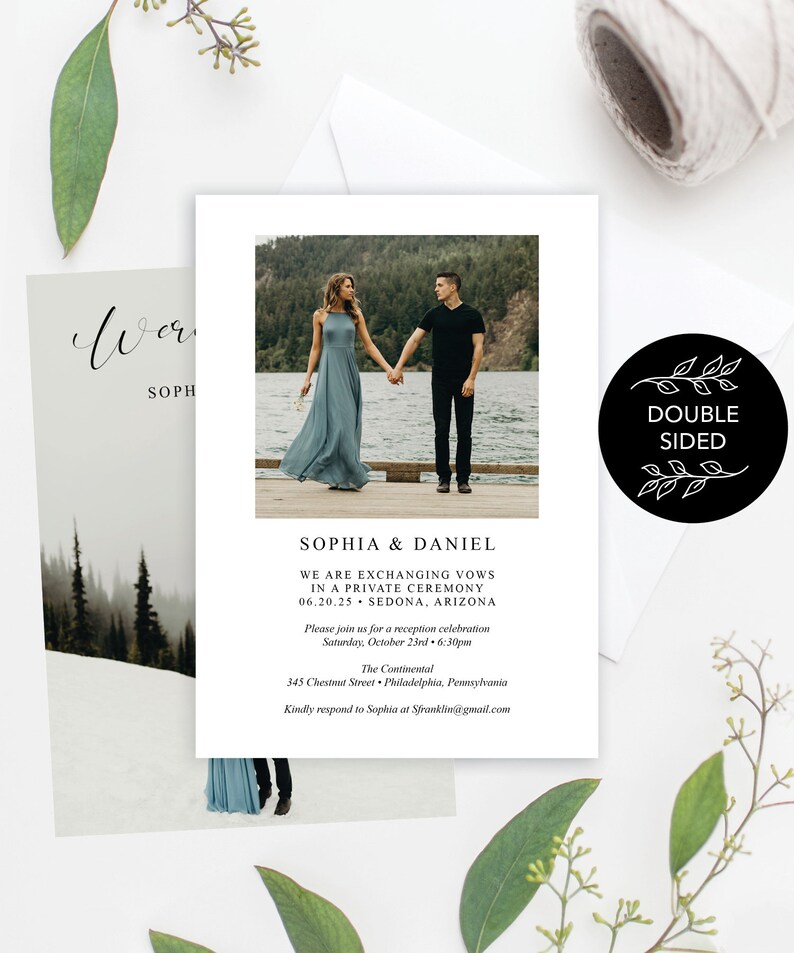 SOPHIA & DANIEL
WE ARE EXCHANGING VOWS
IN A PRIVATE CEREMONY
06.20.25 • SEDONA, ARIZONA
Please join us for a reception celebration
Saturday, October 23rd • 6:30pm
The Continental
345 Chestnut Street • Philadelphia, Pennsylvania
Kindly respond to Sophia at Sfranklin@gmail.com
DOUBLE
SIDED